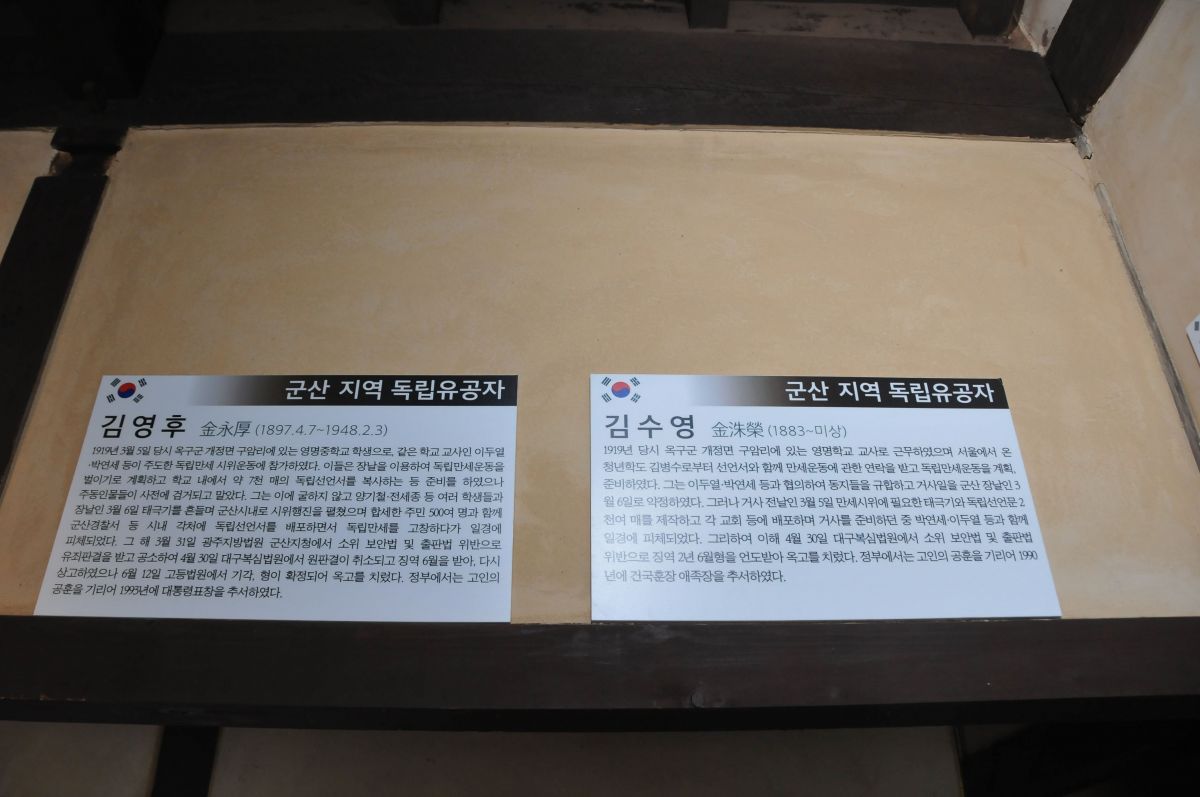 군산 지역 독립유공자
김영후 金永厚 (1897.4.7~1948.2.3)
1919년 3월 5일 당시 옥구군 개정면 구암리에 있는 영명중학교 학생으로, 같은 학교 교사인 이두열
·박연세 등이 주도한 독립만세 시위운동에 참가하였다. 이들은 장날을 이용하여 독립만세운동을
벌이기로 계획하고 학교 내에서 약 7천 매의 독립선언서를 복사하는 등 준비를 하였으나
주동인물들이 사전에 검거되고 말았다. 그는 이에 굴하지 않고 양기철·전세종 등 여러 학생들과
장날인 3월 6일 태극기를 흔들며 군산시내로 시위행진을 펼쳤으며 합세한 주민 500여 명과 함께
군산경찰서 등 시내 각처에 독립선언서를 배포하면서 독립만세를 고창하다가 일경에
피체되었다. 그 해 3월 31일 광주지방법원 군산지청에서 소위 보안법 및 출판법 위반으로
유죄판결을 받고 공소하여 4월 30일 대구복심법원에서 원판결이 취소되고 징역 6월을 받아, 다시
상고하였으나 6월 12일 고등법원에서 기각, 형이 확정되어 옥고를 치렀다. 정부에서는 고인의
공훈을 기리어 1993년에 대통령표창을 추서하였다.
군산 지역 독립유공자
김수영 金洙榮 (1883~미상)
1919년 당시 옥구군 개정면 구암리에 있는 영명학교 교사로 근무하였으며 서울에서 온
청년학도 김병수로부터 선언서와 함께 만세운동에 관한 연락을 받고 독립만세운동을 계획,
준비하였다. 그는 이두열·박연세 등과 협의하여 동지들을 규합하고 거사일을 군산 장날인 3
월 6일로 약정하였다. 그러나 거사 전날인 3월 5일 만세시위에 필요한 태극기와 독립선언문 2
천여 매를 제작하고 각 교회 등에 배포하며 거사를 준비하던 중 박연세·이두열 등과 함께
일경에 피체되었다. 그리하여 이해 4월 30일 대구복심법원에서 소위 보안법 및 출판법
위반으로 징역 2년 6월형을 언도받아 옥고를 치렀다. 정부에서는 고인의 공훈을 기리어 1990
년에 건국훈장 애족장을 추서하였다.